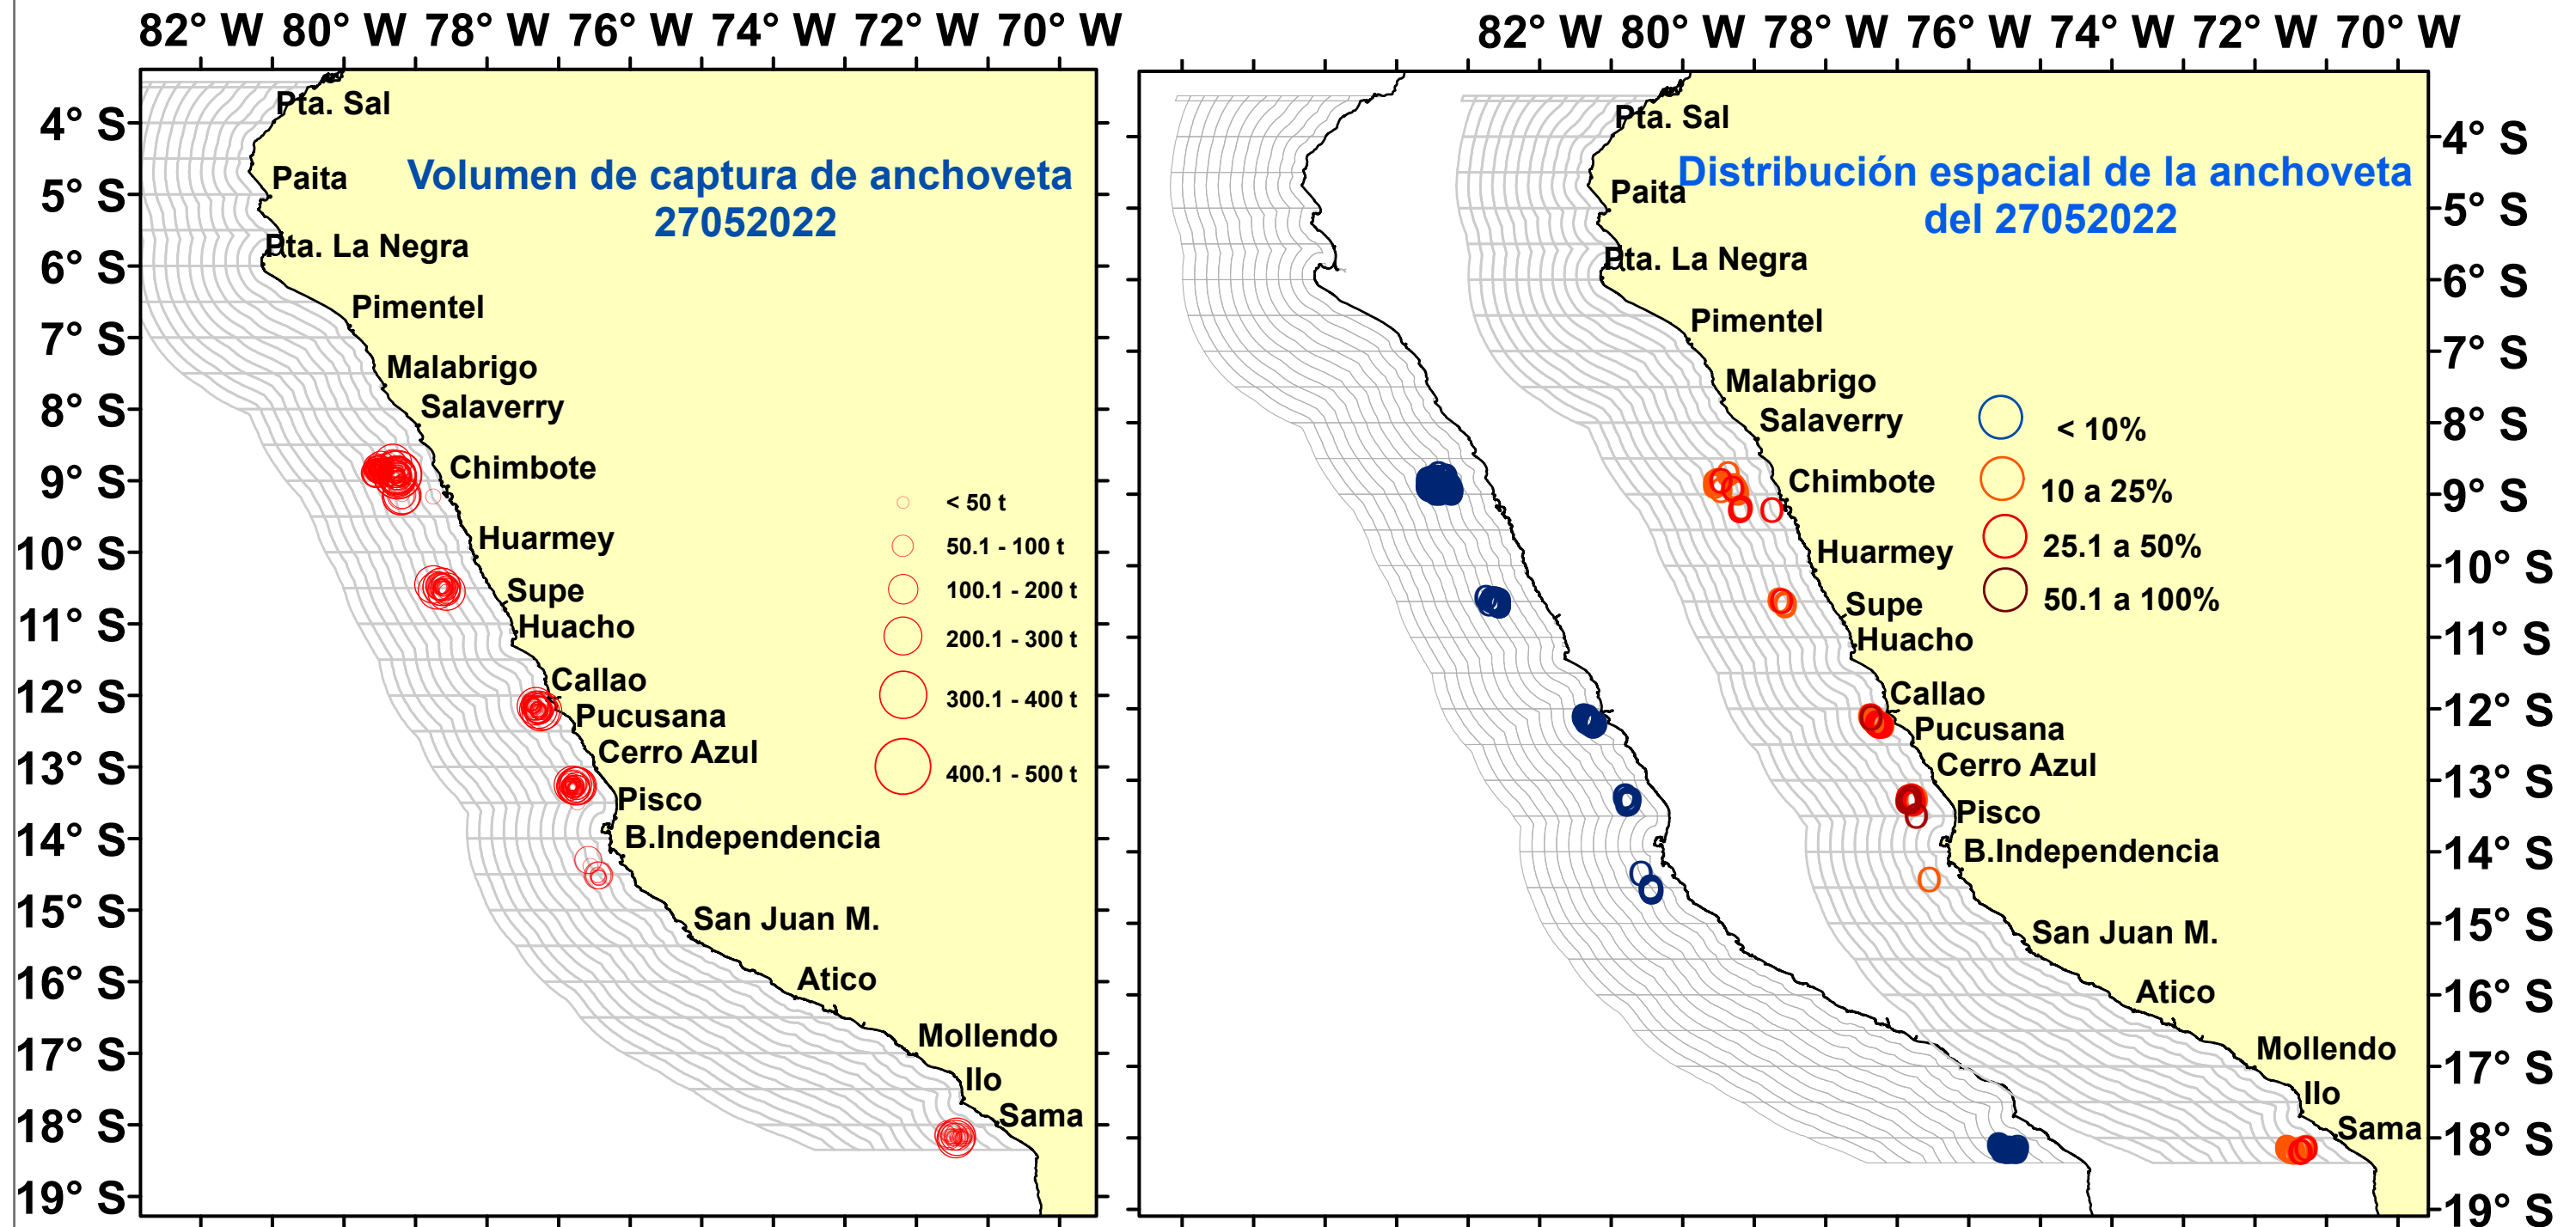 82° W 80° W 78° W 76° W 74° W 72° W 70° W
4° S
5° S
6° S
7° S
8° S
9° S
10° S
11° S
12° S
13° S
14° S
15° S
16° S
17° S
18° S
19° S
Volumen de captura de anchoveta
27052022
Pta. Sal
Paita
Pta. La Negra
Pimentel
Malabrigo
Salaverry
Chimbote
Huarmey
Supe
Huacho
Callao
Pucusana
Cerro Azul
Pisco
B.Independencia
San Juan M.
Atico
Mollendo
Ilo
Sama
< 50 t
50.1 - 100 t
100.1 - 200 t
200.1 - 300 t
300.1 - 400 t
400.1 - 500 t
82° W 80° W 78° W 76° W 74° W 72° W 70° W
Distribución espacial de la anchoveta
del 27052022
Pta. Sal
Paita
Pta. La Negra
Pimentel
Malabrigo
Salaverry
Chimbote
Huarmey
Supe
Huacho
Callao
Pucusana
Cerro Azul
Pisco
B.Independencia
San Juan M.
Atico
Mollendo
Ilo
Sama
< 10%
10 a 25%
25.1 a 50%
50.1 a 100%
4° S
5° S
6° S
7° S
8° S
9° S
10° S
11° S
12° S
13° S
14° S
15° S
16° S
17° S
18° S
19° S